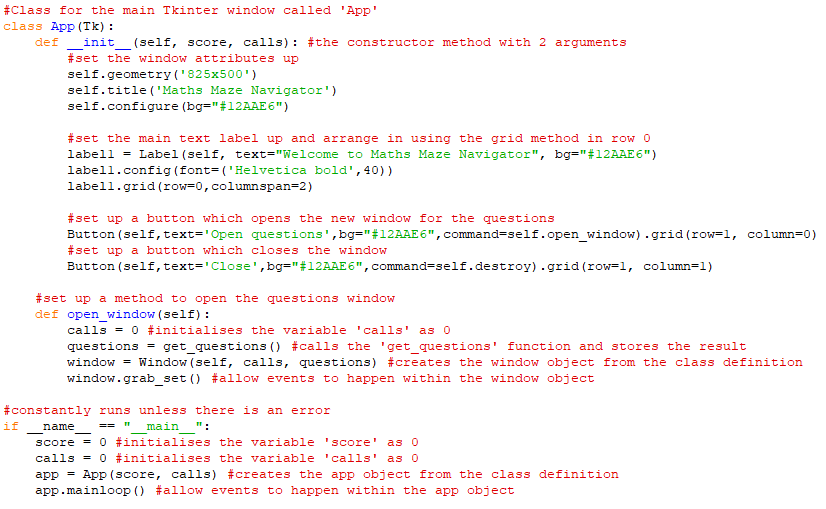 #Class for the main Tkinter window called 'App'
class App(Tk):
    def __init__(self, score, calls): #the constructor method with 2 arguments
        #set the window attributes up
        self.geometry('825x500')
        self.title('Maths Maze Navigator')
        self.configure(bg="#12AAE6")

        #set the main text label up and arrange in using the grid method in row 0
        label1 = Label(self, text="Welcome to Maths Maze Navigator", bg="#12AAE6")
        label1.config(font=('Helvetica bold',40))
        label1.grid(row=0,columnspan=2)

        #set up a button which opens the new window for the questions
        Button(self,text='Open questions',bg="#12AAE6",command=self.open_window).grid(row=1, column=0)
        #set up a button which closes the window
        Button(self,text='Close',bg="#12AAE6",command=self.destroy).grid(row=1, column=1)

    #set up a method to open the questions window
    def open_window(self):
        calls = 0 #initialises the variable 'calls' as 0
        questions = get_questions() #calls the 'get_questions' function and stores the result
        window = Window(self, calls, questions) #creates the window object from the class definition
        window.grab_set() #allow events to happen within the window object

#constantly runs unless there is an error
if __name__ == "__main__":
    score = 0 #initialises the variable 'score' as 0
    calls = 0 #initialises the variable 'calls' as 0
    app = App(score, calls) #creates the app object from the class definition
    app.mainloop() #allow events to happen within the app object